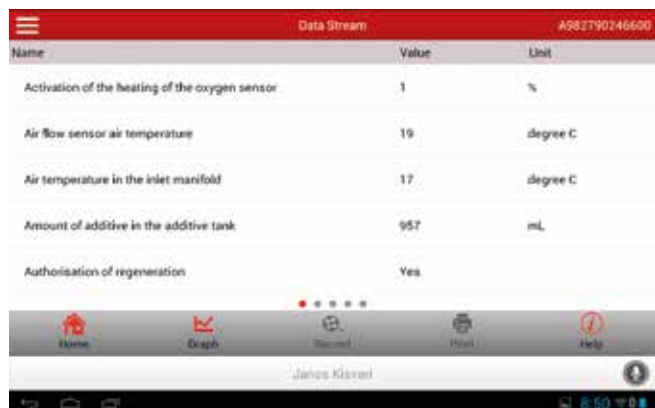 Data Stream A982790246600
Name Value Unit
Activation of the heating of the oxygen sensor 1 %
Air flow sensor air temperature 19 degree C
Air temperature in the inlet manifold 17 degree C
Amount of additive in the additive tank 957 mL
Authorisation of regeneration Yes
Home Graph Record Print Help
Janos
8:50